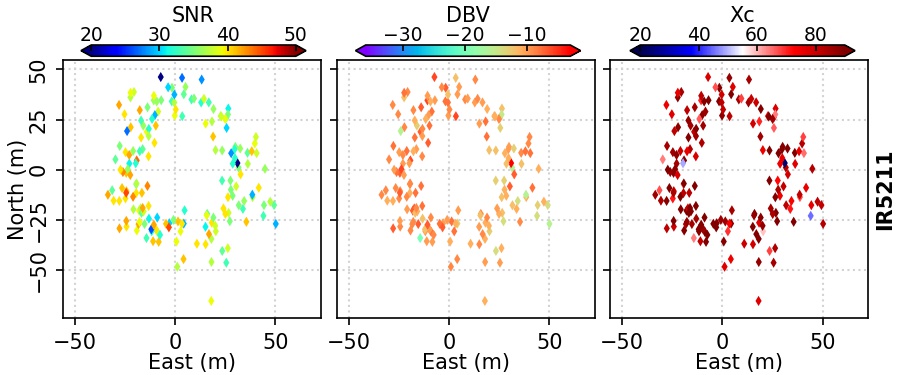 SNR DBV Xc
20 30 40 50 −30 −20 −10 20 40 60 80
50
25
0
−25
−50
North (m)
IR5211
−50 0 50 −50 0 50 −50 0 50
East (m) East (m) East (m)